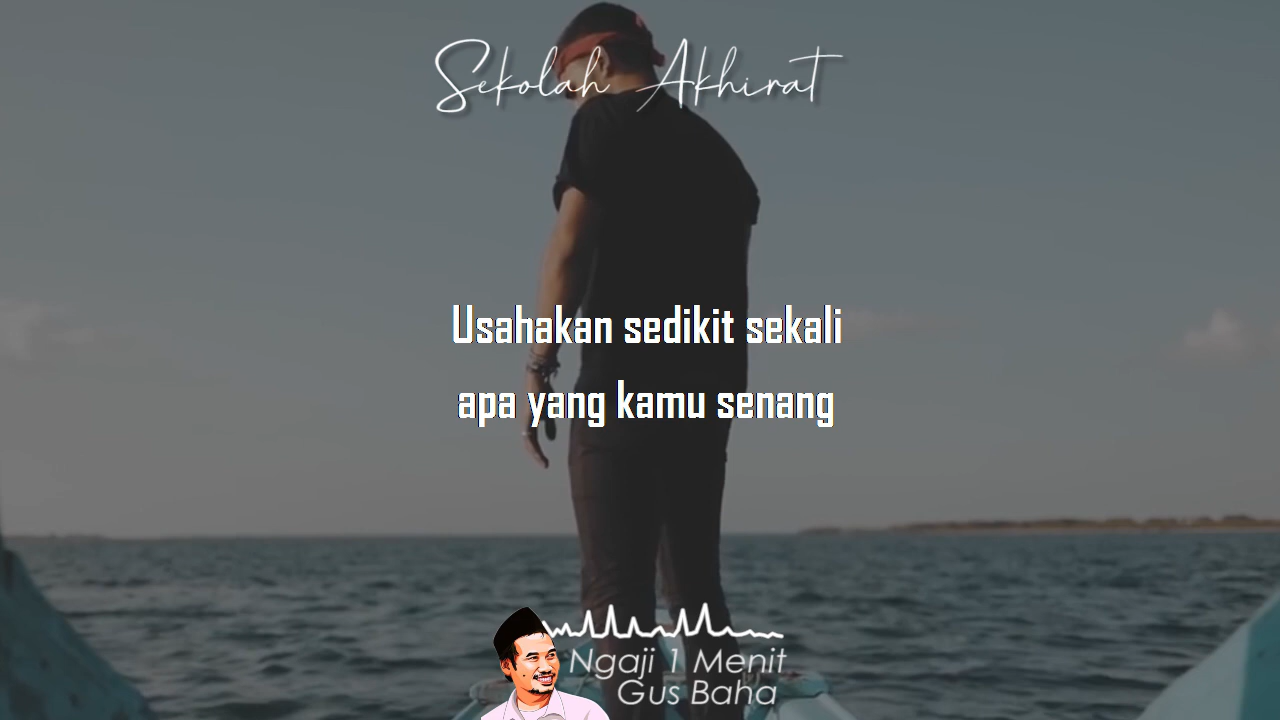 Sekolah Akhirat
Usahakan sedikit sekali
apa yang kamu senang
Ngaji 1 Menit
Gus Baha